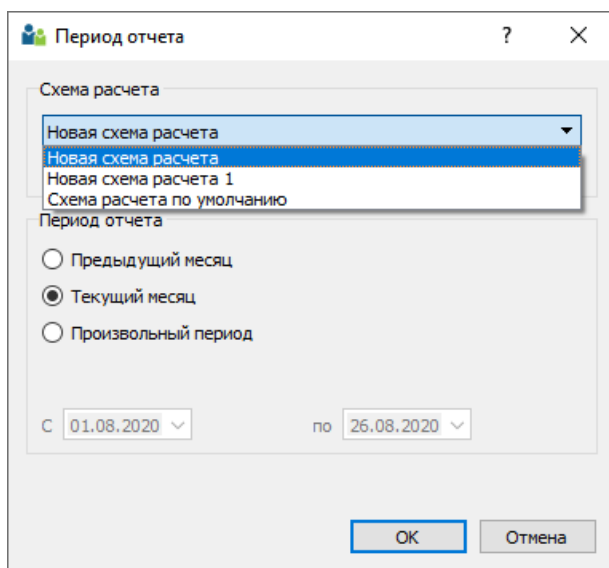 Период отчета ?
Схема расчета
Новая схема расчета
Новая схема расчета
Новая схема расчета 1
Схема расчета по умолчанию
Период отчета
Предыдущий месяц
Текущий месяц
Произвольный период
С 01.08.2020 по 26.08.2020
OK Отмена